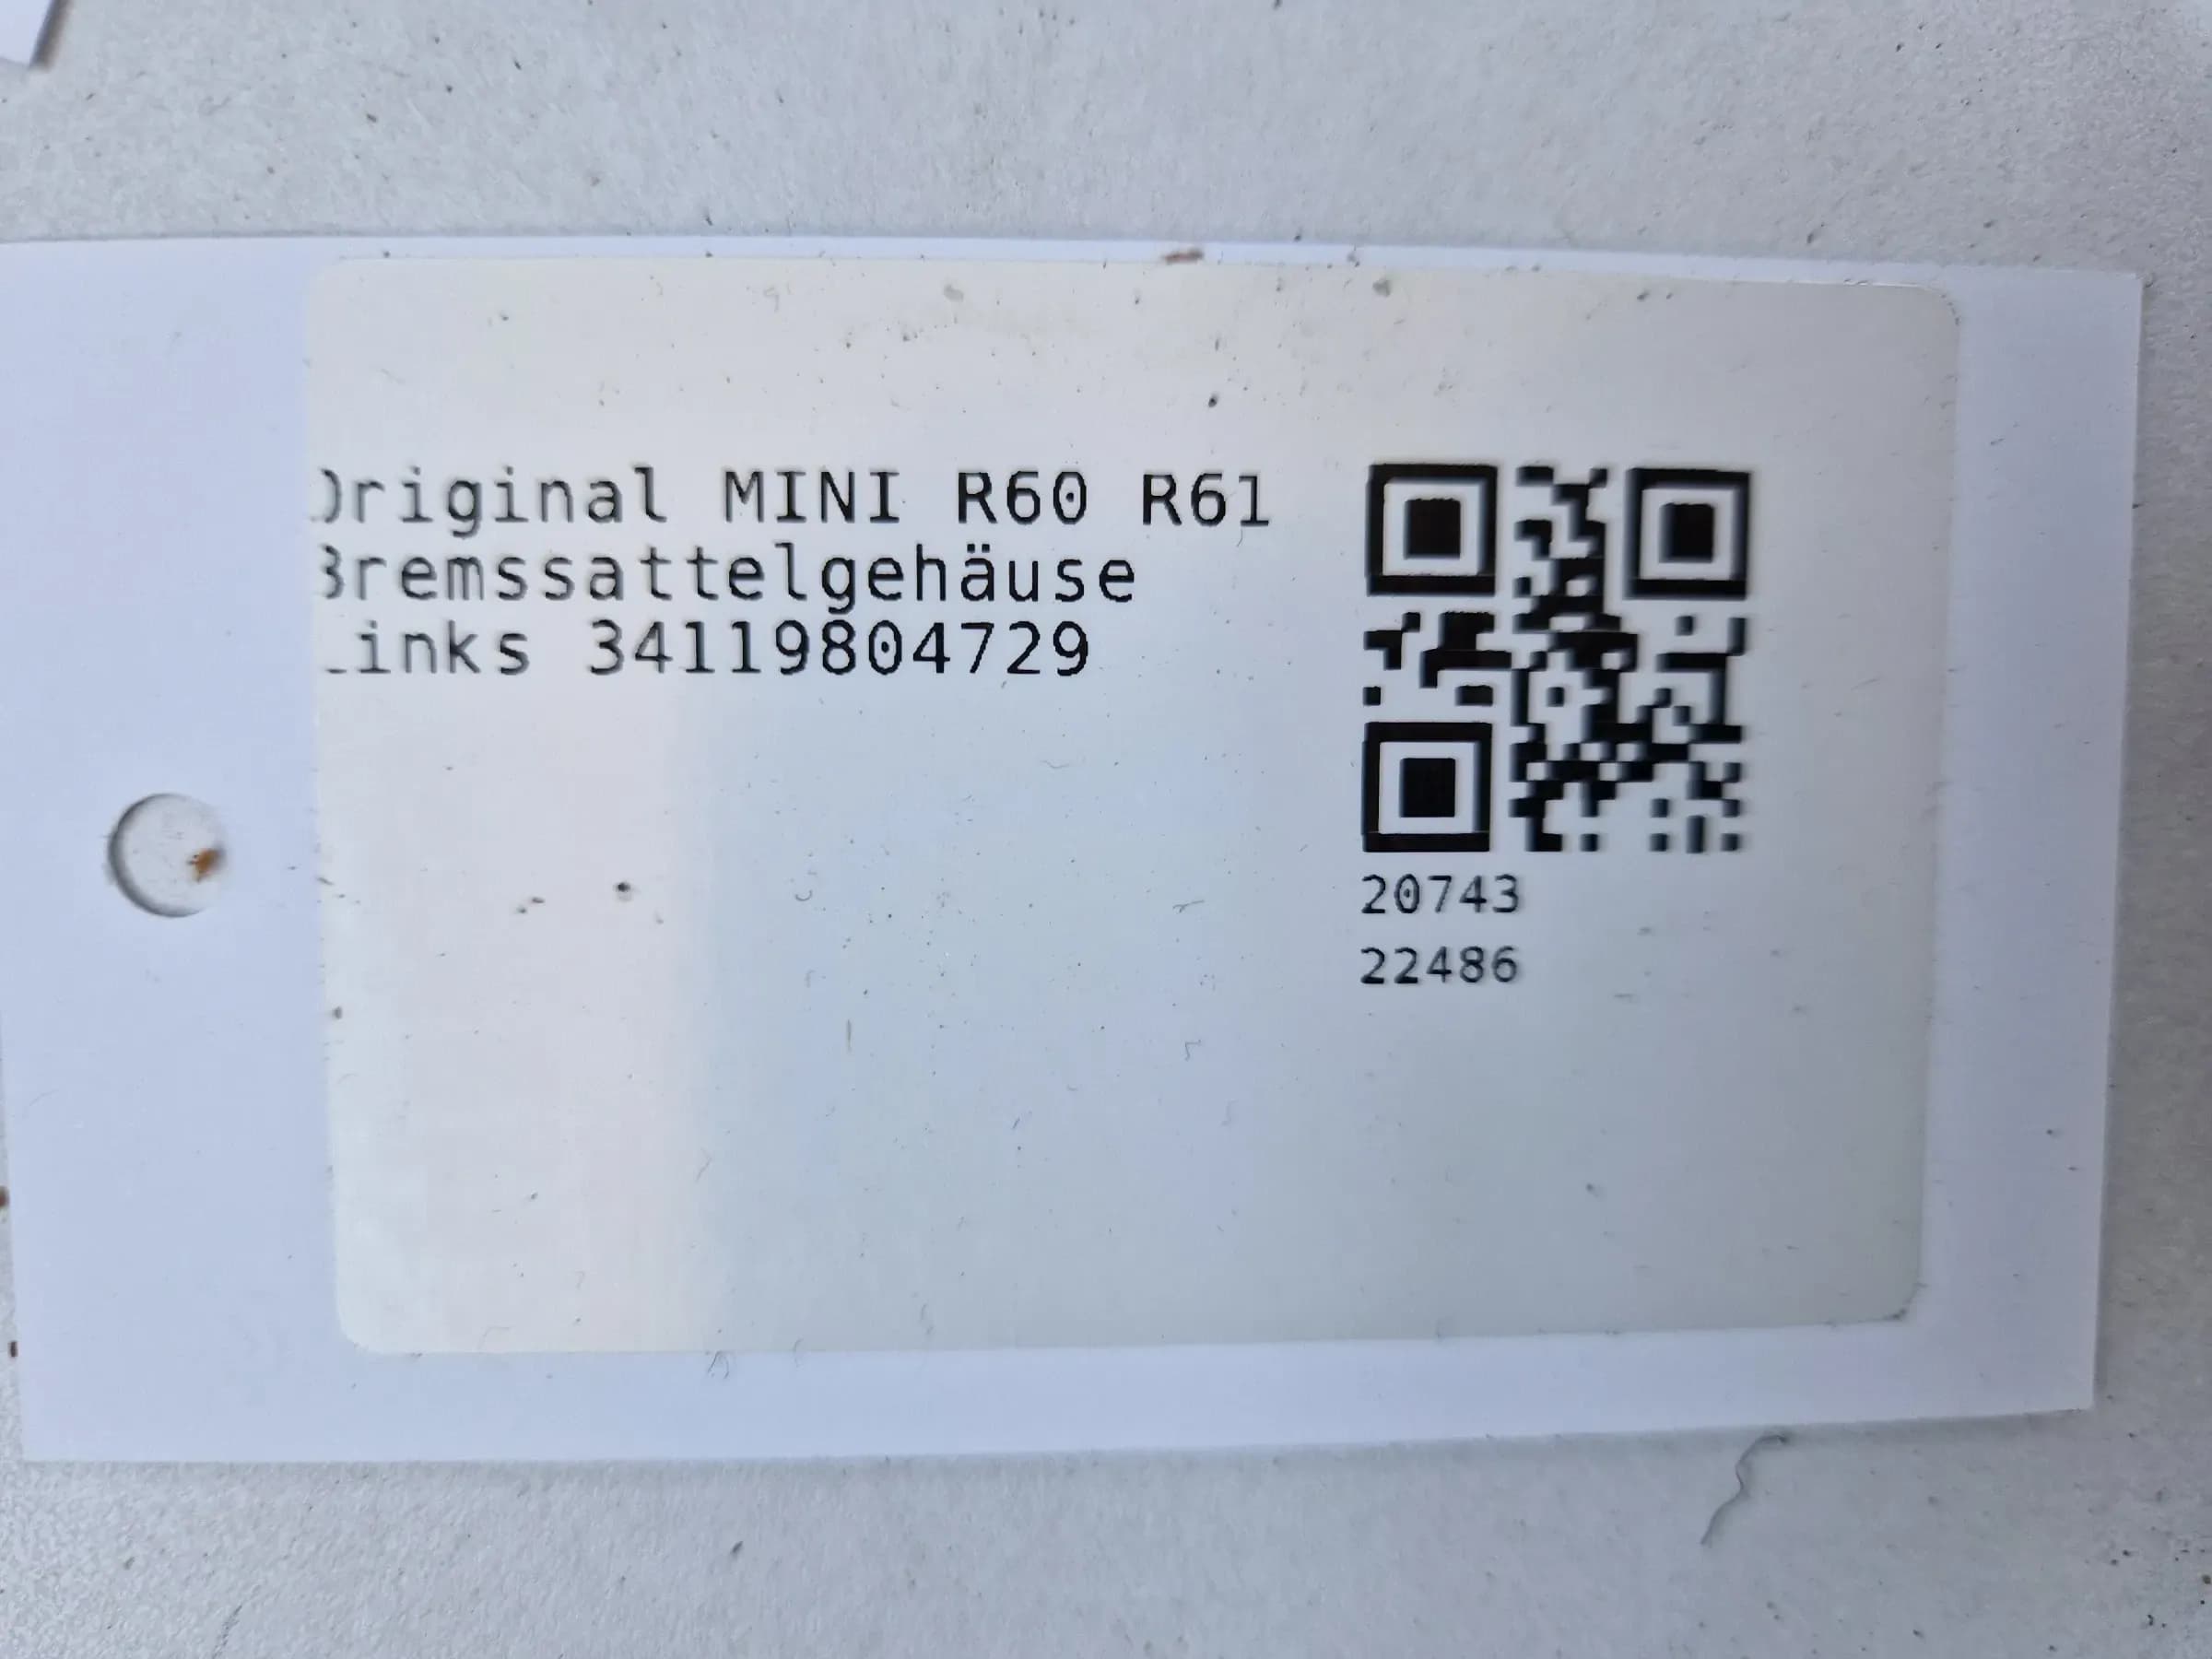 Original MINI R60 R61
Bremssattelgehäuse
Links 34119804729
20743
22486